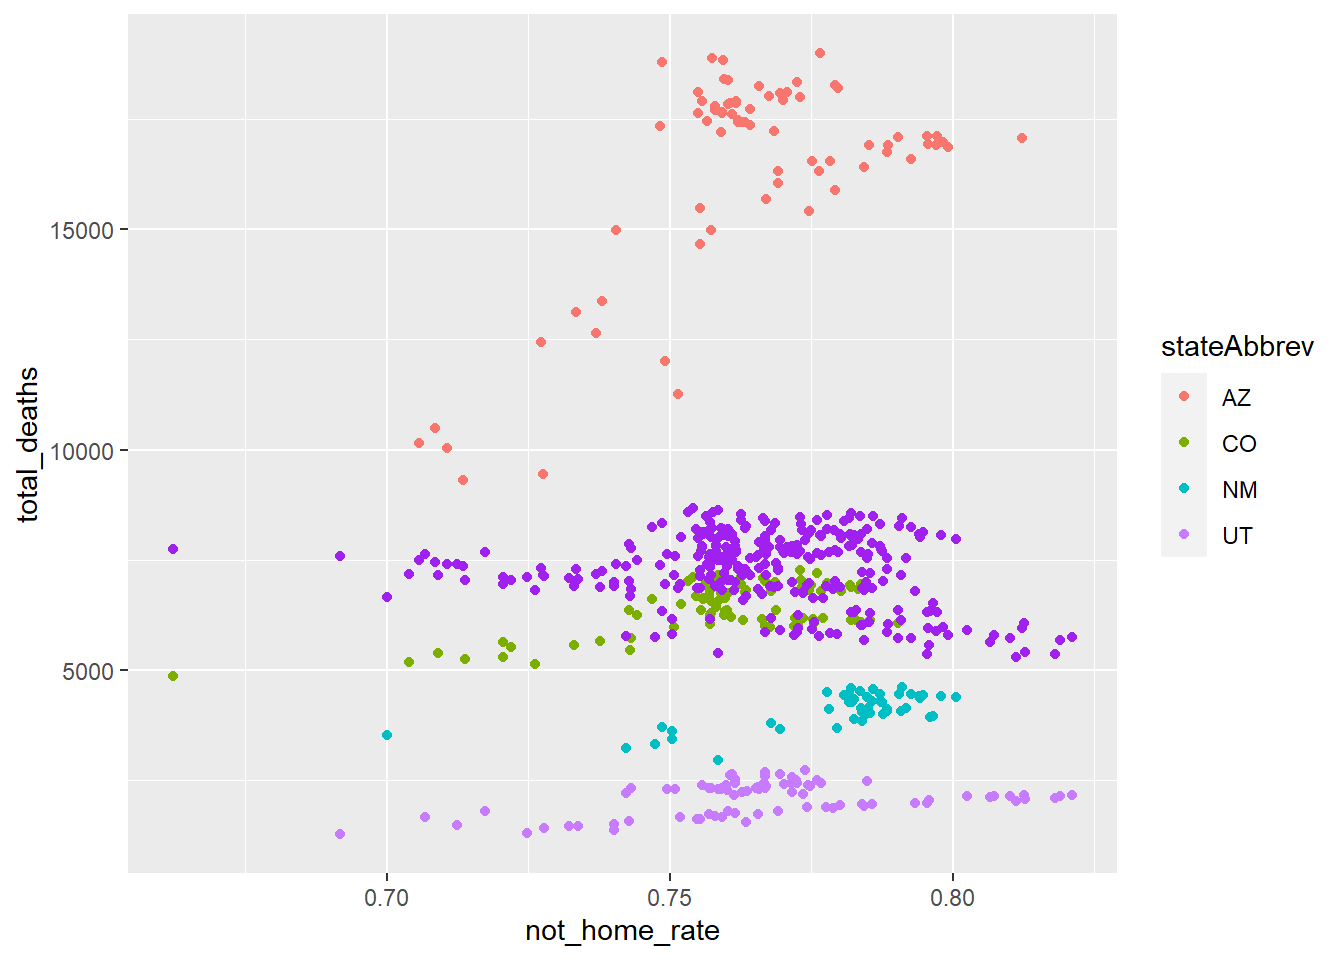 15000
10000
5000
total_deaths
0.70
0.75
0.80
not_home_rate
stateAbbrev
AZ
CO
NM
UT